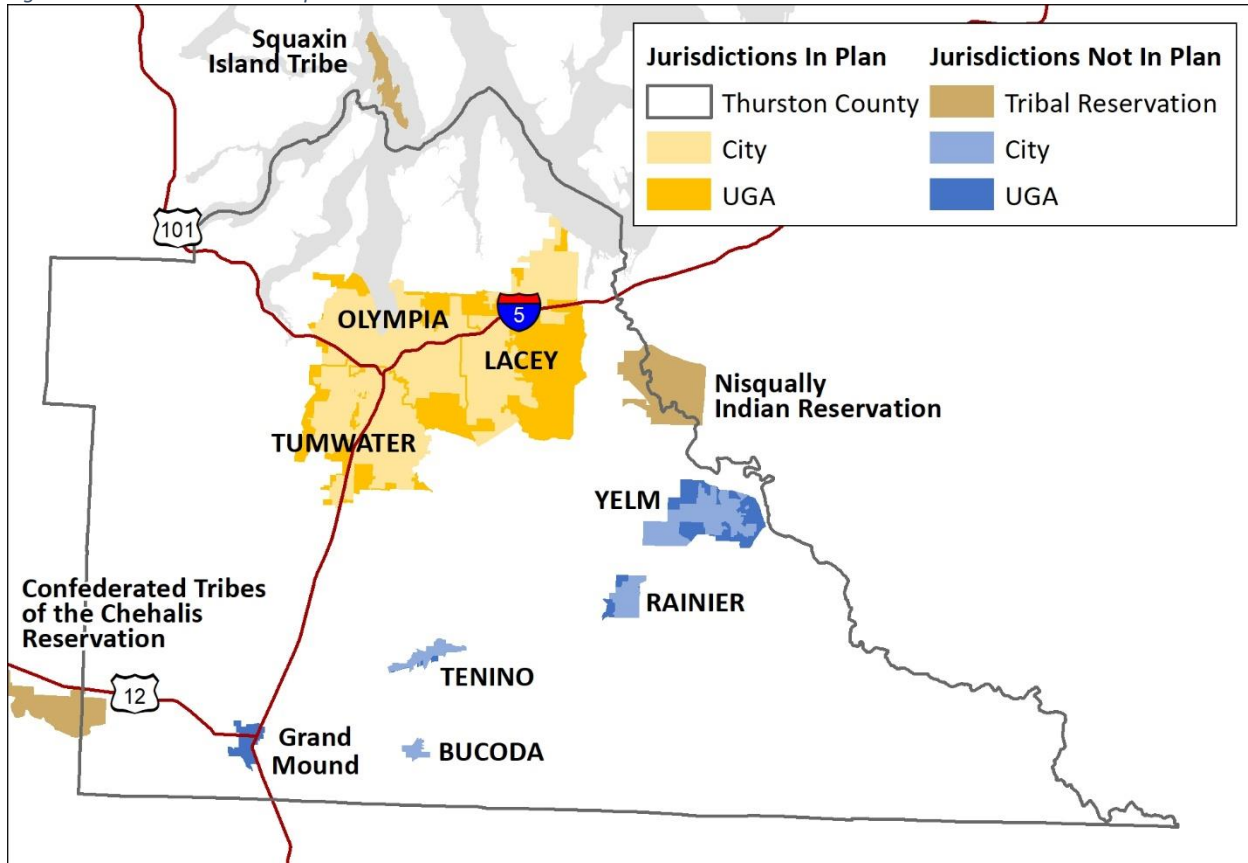 Squaxin
Island Tribe
Jurisdictions In Plan
Thurston County
City
UGA
Jurisdictions Not In Plan
Tribal Reservation
City
UGA
101
5
OLYMPIA
LACEY
TUMWATER
Nisqually
Indian Reservation
YELM
RAINIER
Confederated Tribes
of the Chehalis
Reservation
12
TENINO
Grand
Mound
BUCODA